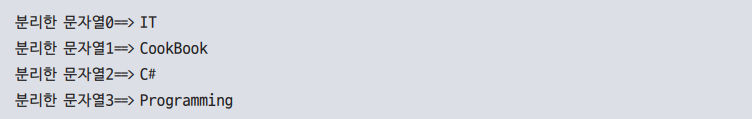 분리한 문자열0==> IT
분리한 문자열1==> CookBook
분리한 문자열2==> C#
분리한 문자열3==> Programming